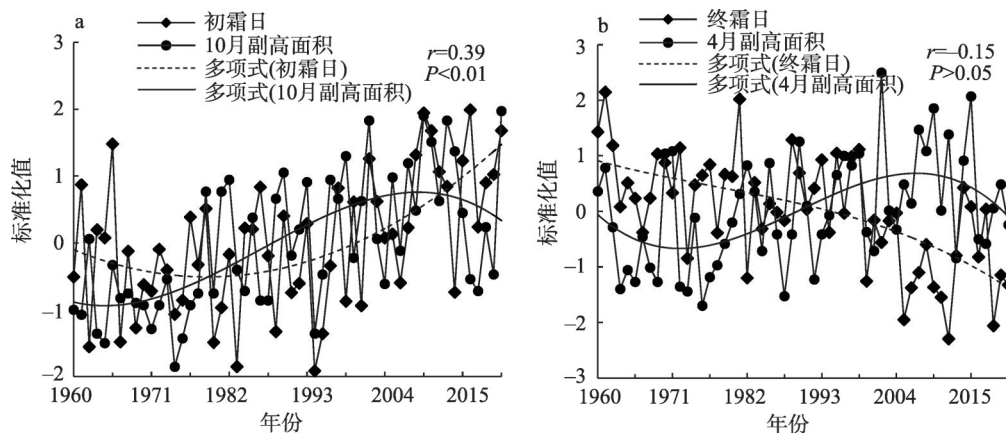 a
初霜日
10月副高面积
多项式(初霜日)
多项式(10月副高面积)
r=0.39
P<0.01
标准化值
3
2
1
0
−1
−2
1960 1971 1982 1993 2004 2015
年份
b
终霜日
4月副高面积
多项式(终霜日)
多项式(4月副高面积)
r=−0.15
P>0.05
标准化值
3
2
1
0
−1
−2
−3
1960 1971 1982 1993 2004 2015
年份